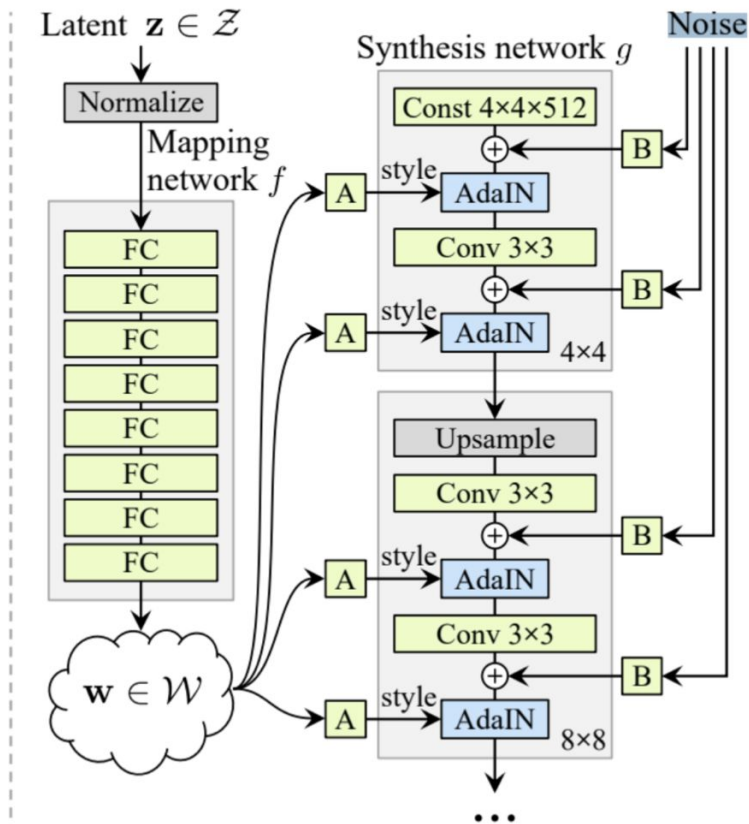 Latent z ∈ 𝒵
Normalize
Mapping
network f
FC
FC
FC
FC
FC
FC
FC
FC
w ∈ 𝒲
Synthesis network g
Noise
Const 4×4×512
B
A
style
AdaIN
Conv 3×3
B
A
style
AdaIN
4×4
Upsample
Conv 3×3
B
A
style
AdaIN
Conv 3×3
B
A
style
AdaIN
8×8
...